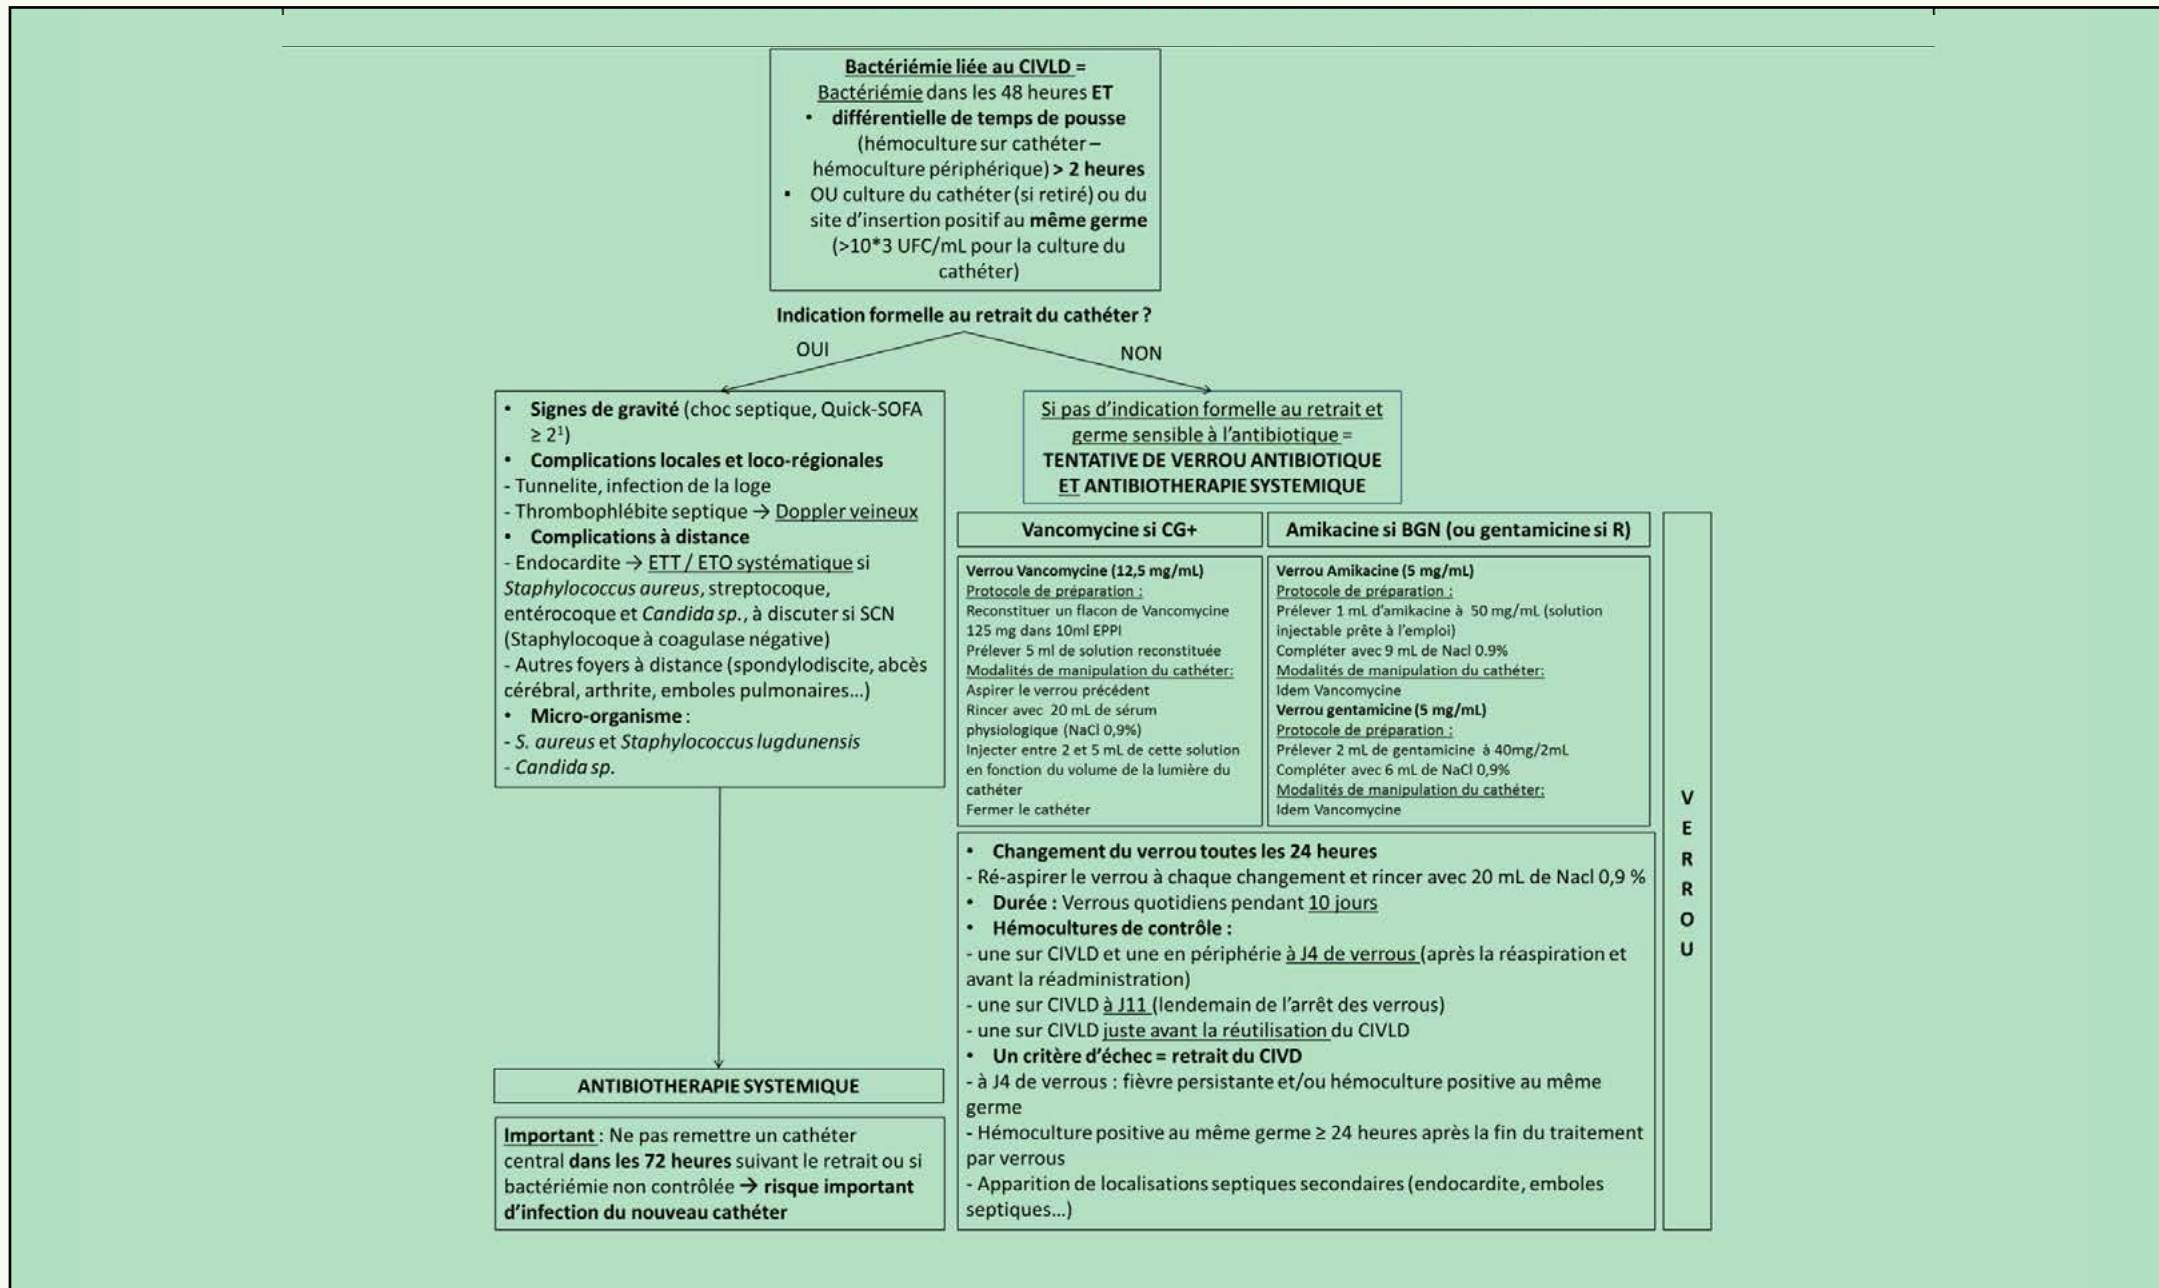 Bactériémie liée au CIVLD =
Bactériémie dans les 48 heures ET
• différentielle de temps de pousse
(hémoculture sur cathéter –
hémoculture périphérique) > 2 heures
• OU culture du cathéter (si retiré) ou du
site d’insertion positif au même germe
(>10*3 UFC/mL pour la culture du
cathéter)
Indication formelle au retrait du cathéter ?
OUI
NON
• Signes de gravité (choc septique, Quick-SOFA
≥ 2¹)
• Complications locales et loco-régionales
- Tunnelite, infection de la loge
- Thrombophlébite septique → Doppler veineux
• Complications à distance
- Endocardite → ETT / ETO systématique si
Staphylococcus aureus, streptocoque,
entérocoque et Candida sp., à discuter si SCN
(Staphylocoque à coagulase négative)
- Autres foyers à distance (spondylodiscite, abcès
cérébral, arthrite, emboles pulmonaires…)
• Micro-organisme :
- S. aureus et Staphylococcus lugdunensis
- Candida sp.
ANTIBIOTHERAPIE SYSTEMIQUE
Important : Ne pas remettre un cathéter
central dans les 72 heures suivant le retrait ou si
bactériémie non contrôlée → risque important
d’infection du nouveau cathéter
Si pas d’indication formelle au retrait et
germe sensible à l’antibiotique =
TENTATIVE DE VERROU ANTIBIOTIQUE
ET ANTIBIOTHERAPIE SYSTEMIQUE
Vancomycine si CG+
Verrou Vancomycine (12,5 mg/mL)
Protocole de préparation :
Reconstituer un flacon de Vancomycine
125 mg dans 10ml EPPI
Prélever 5 ml de solution reconstituée
Modalités de manipulation du cathéter:
Aspirer le verrou précédent
Rincer avec 20 mL de sérum
physiologique (NaCl 0,9%)
Injecter entre 2 et 5 mL de cette solution
en fonction du volume de la lumière du
cathéter
Fermer le cathéter
Amikacine si BGN (ou gentamicine si R)
Verrou Amikacine (5 mg/mL)
Protocole de préparation :
Prélever 1 mL d’amikacine à 50 mg/mL (solution
injectable prête à l’emploi)
Compléter avec 9 mL de Nacl 0.9%
Modalités de manipulation du cathéter:
Idem Vancomycine
Verrou gentamicine (5 mg/mL)
Protocole de préparation :
Prélever 2 mL de gentamicine à 40mg/2mL
Compléter avec 6 mL de NaCl 0,9%
Modalités de manipulation du cathéter:
Idem Vancomycine
• Changement du verrou toutes les 24 heures
- Ré-aspirer le verrou à chaque changement et rincer avec 20 mL de Nacl 0,9 %
• Durée : Verrous quotidiens pendant 10 jours
• Hémocultures de contrôle :
- une sur CIVLD et une en périphérie à J4 de verrous (après la réaspiration et
avant la réadministration)
- une sur CIVLD à J11 (lendemain de l’arrêt des verrous)
- une sur CIVLD juste avant la réutilisation du CIVLD
• Un critère d’échec = retrait du CIVD
- à J4 de verrous : fièvre persistante et/ou hémoculture positive au même
germe
- Hémoculture positive au même germe ≥ 24 heures après la fin du traitement
par verrous
- Apparition de localisations septiques secondaires (endocardite, emboles
septiques…)
V
E
R
R
O
U